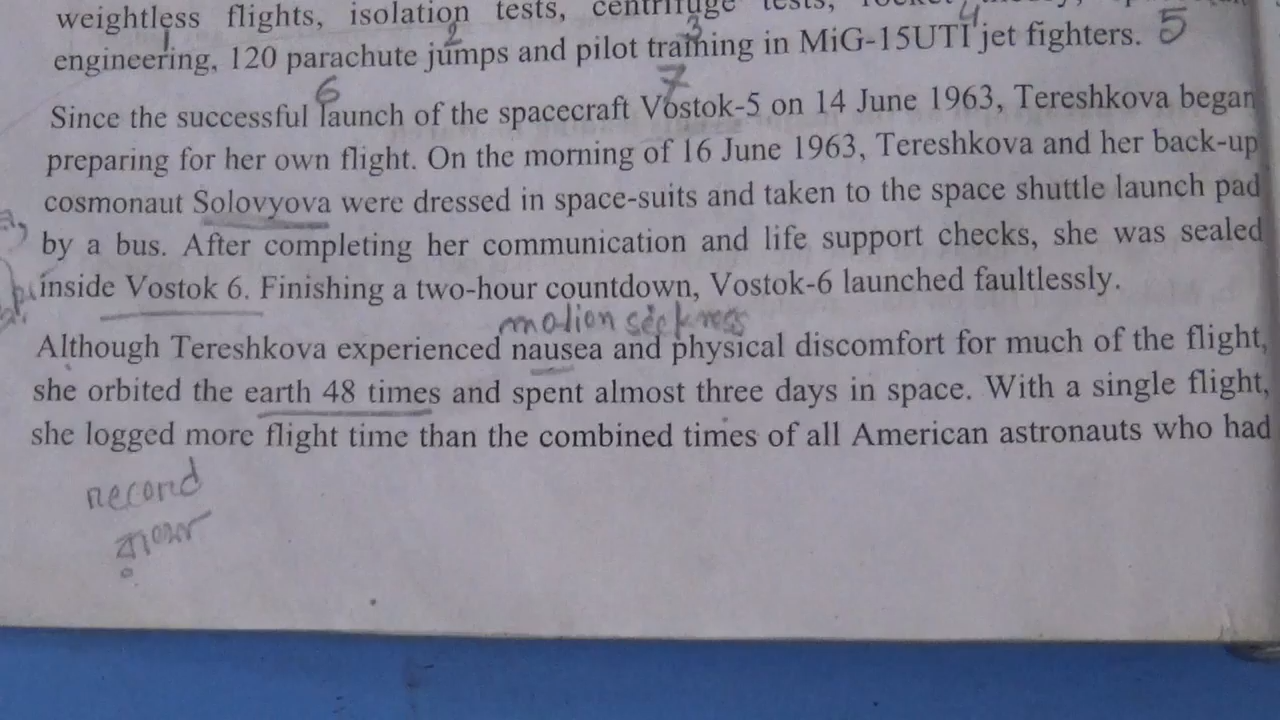 weightless flights, isolation tests, centrifuge tests,
1 2 3 4 5
engineering, 120 parachute jumps and pilot training in MiG-15UTI jet fighters.
6 7
Since the successful launch of the spacecraft Vostok-5 on 14 June 1963, Tereshkova began
preparing for her own flight. On the morning of 16 June 1963, Tereshkova and her back-up
cosmonaut Solovyova were dressed in space-suits and taken to the space shuttle launch pad
by a bus. After completing her communication and life support checks, she was sealed
inside Vostok 6. Finishing a two-hour countdown, Vostok-6 launched faultlessly.
motion sickness
Although Tereshkova experienced nausea and physical discomfort for much of the flight,
she orbited the earth 48 times and spent almost three days in space. With a single flight,
she logged more flight time than the combined times of all American astronauts who had
record